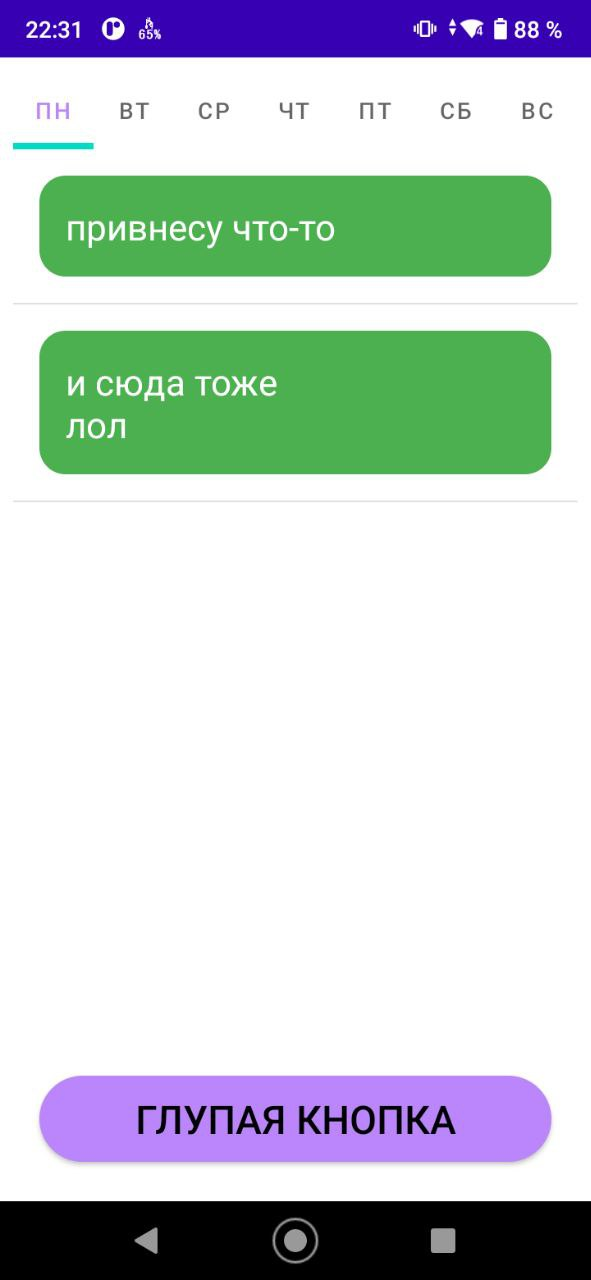 22:31 65% 4 88 %
ПН ВТ СР ЧТ ПТ СБ ВС
привнесу что-то
и сюда тоже
лол
ГЛУПАЯ КНОПКА